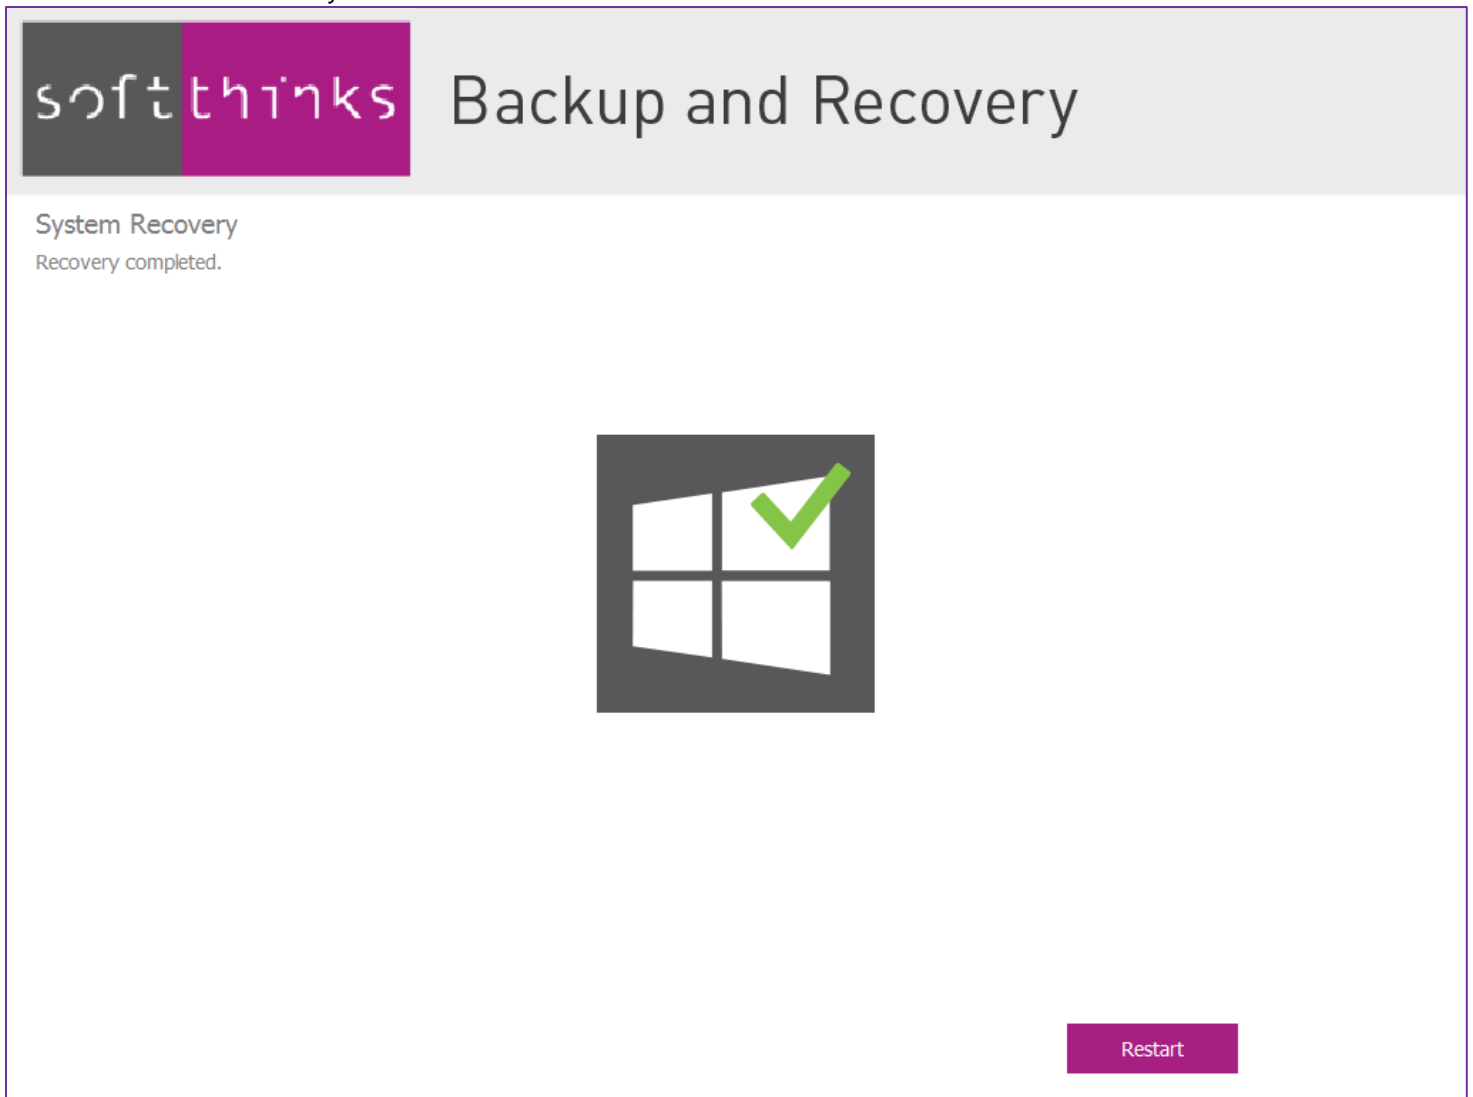 softthinks
Backup and Recovery
System Recovery
Recovery completed.
Restart